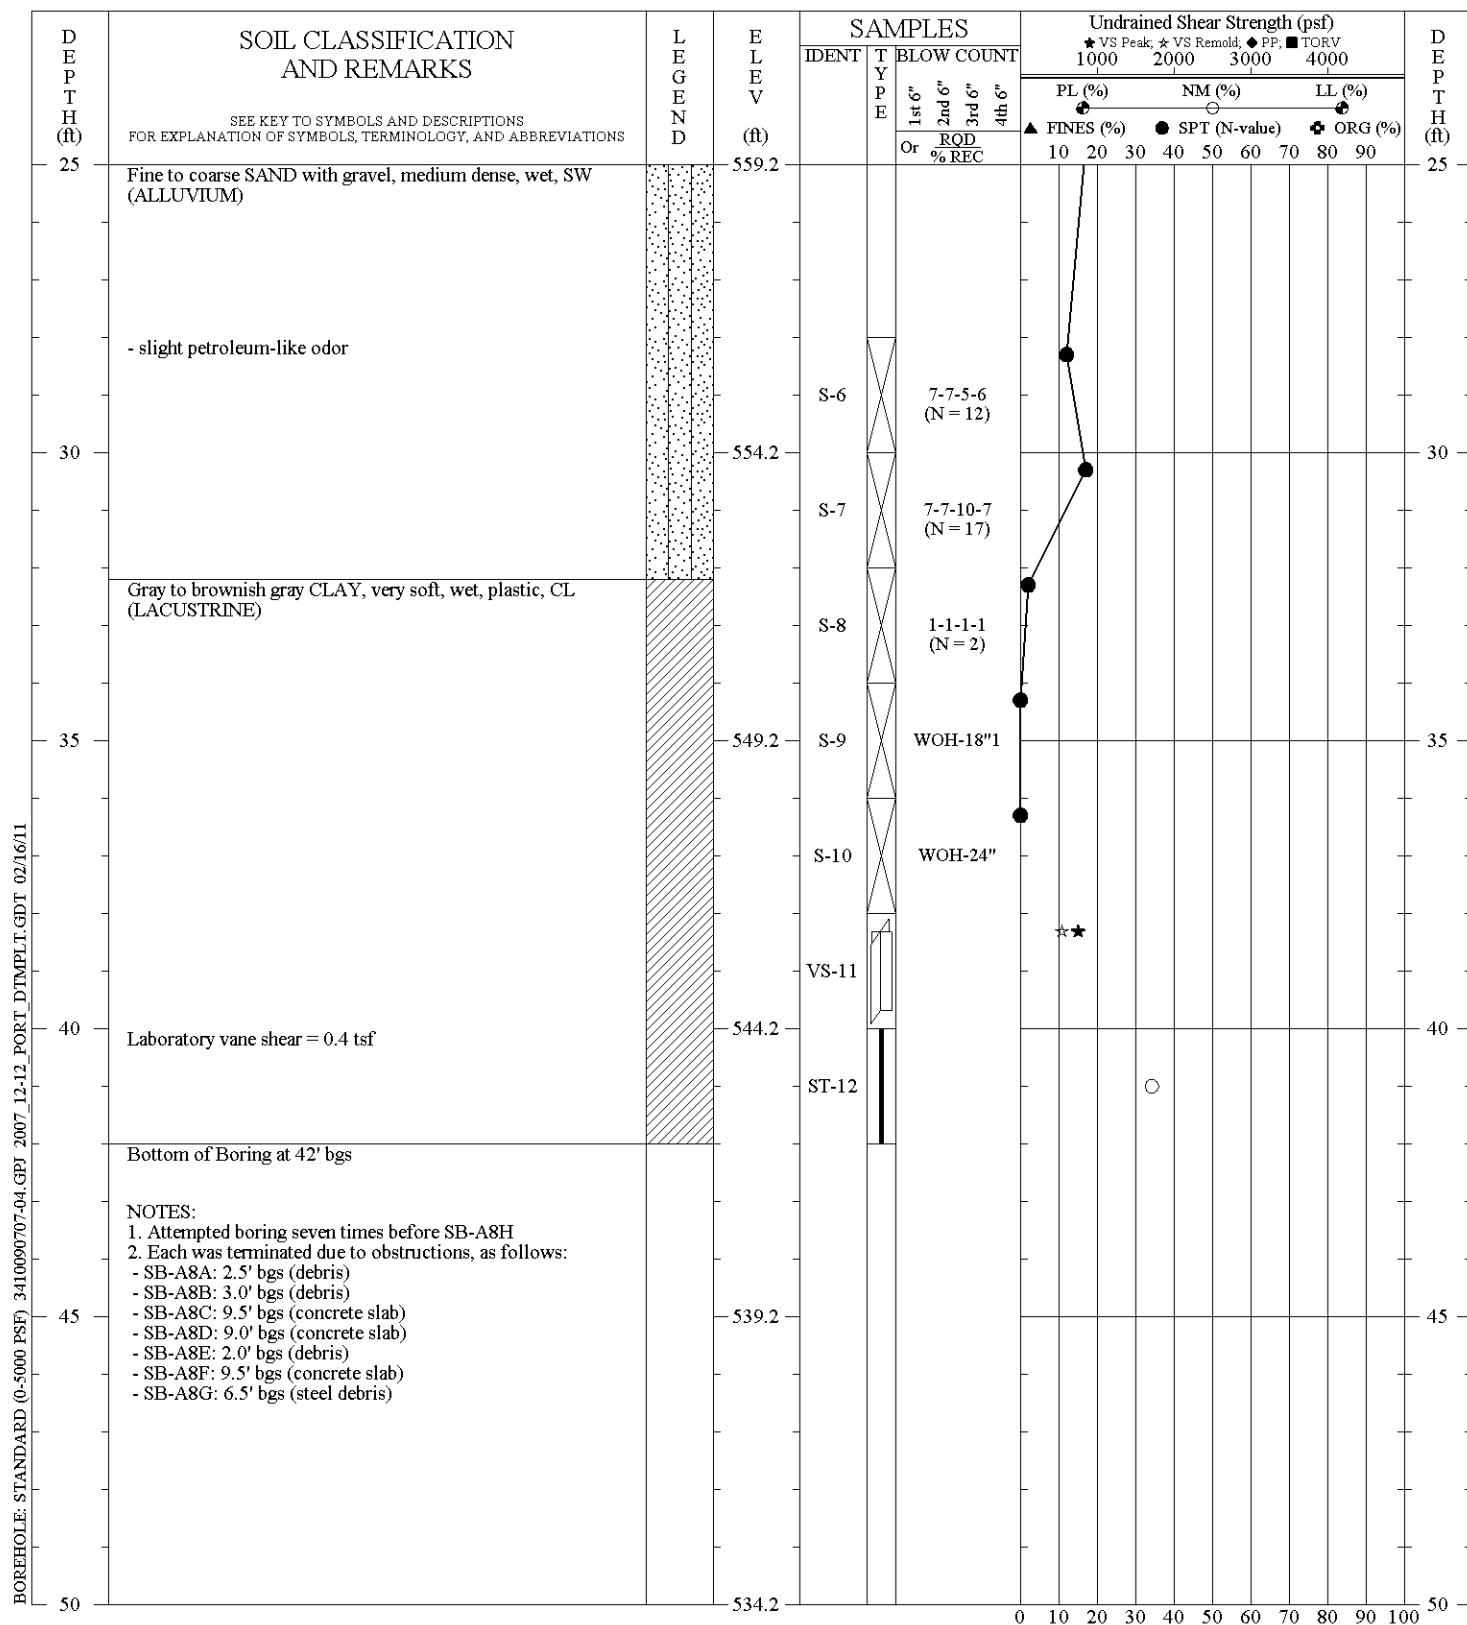 DEPTH (ft)
SOIL CLASSIFICATION
AND REMARKS
SEE KEY TO SYMBOLS AND DESCRIPTIONS
FOR EXPLANATION OF SYMBOLS, TERMINOLOGY, AND ABBREVIATIONS
LEGEND
ELEV (ft)
SAMPLES
IDENT
TYPE
BLOW COUNT
1st 6"
2nd 6"
3rd 6"
4th 6"
Or RQD
% REC
Undrained Shear Strength (psf)
★ VS Peak; ☆ VS Remold; ◆ PP; ■ TORV
1000 2000 3000 4000
PL (%) NM (%) LL (%)
▲ FINES (%) ● SPT (N-value) ORG (%)
10 20 30 40 50 60 70 80 90
DEPTH (ft)
25
Fine to coarse SAND with gravel, medium dense, wet, SW
(ALLUVIUM)
559.2
25
- slight petroleum-like odor
S-6
7-7-5-6
(N = 12)
30
554.2
30
S-7
7-7-10-7
(N = 17)
Gray to brownish gray CLAY, very soft, wet, plastic, CL
(LACUSTRINE)
S-8
1-1-1-1
(N = 2)
35
549.2
S-9
WOH-18"1
35
S-10
WOH-24"
VS-11
40
Laboratory vane shear = 0.4 tsf
544.2
40
ST-12
Bottom of Boring at 42' bgs
NOTES:
1. Attempted boring seven times before SB-A8H
2. Each was terminated due to obstructions, as follows:
- SB-A8A: 2.5' bgs (debris)
- SB-A8B: 3.0' bgs (debris)
- SB-A8C: 9.5' bgs (concrete slab)
45
539.2
45
- SB-A8D: 9.0' bgs (concrete slab)
- SB-A8E: 2.0' bgs (debris)
- SB-A8F: 9.5' bgs (concrete slab)
- SB-A8G: 6.5' bgs (steel debris)
50
534.2
50
0 10 20 30 40 50 60 70 80 90 100
BOREHOLE: STANDARD (0-5000 PSF) 3410090707-04.GPJ 2007_12-12_PORT_DTMPLT.GDT 02/16/11